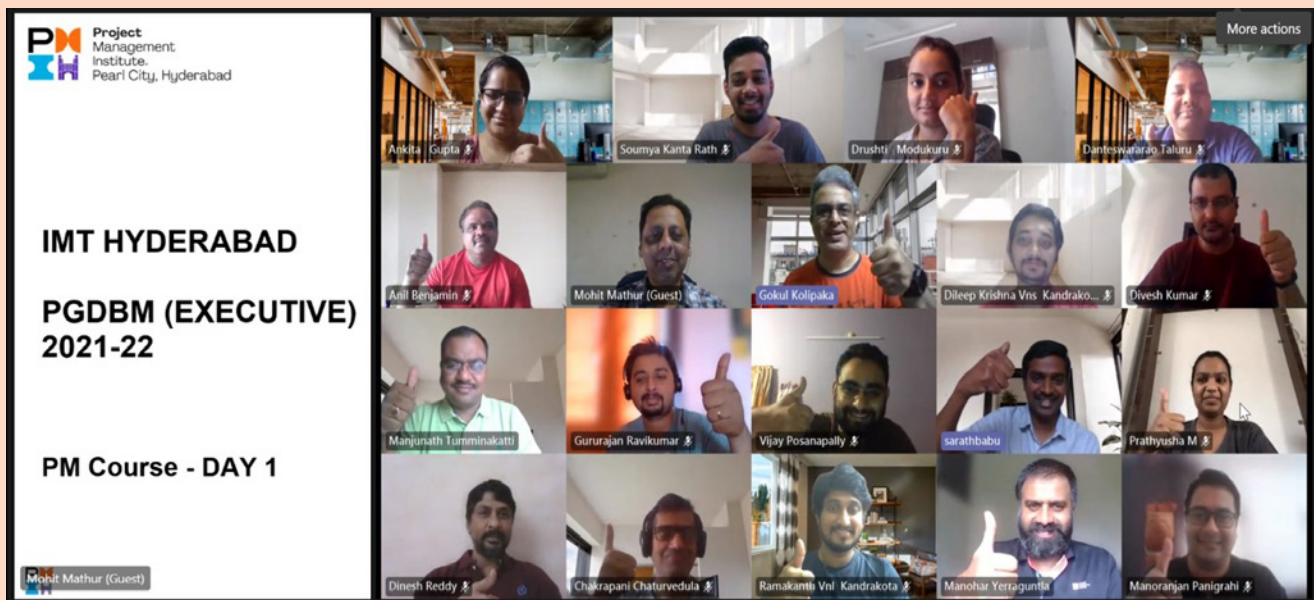 PM
IH
Project
Management
Institute.
Pearl City, Hyderabad
IMT HYDERABAD
PGDBM (EXECUTIVE)
2021-22
PM Course - DAY 1
Mohit Mathur (Guest)
More actions
Ankita Gupta
Soumya Kanta Rath
Drushti Modukuru
Danteswararao Taluru
Anil Benjamin
Mohit Mathur (Guest)
Gokul Kolipaka
Dileep Krishna Vns Kandrako...
Divesh Kumar
Manjunath Tumminakatti
Gururajan Ravikumar
Vijay Posanapally
sarathbabu
Prathyusha M
Dinesh Reddy
Chakrapani Chaturvedula
Ramakanth Vnl Kandrakota
Manohar Yerraguntla
Manoranjan Panigrahi